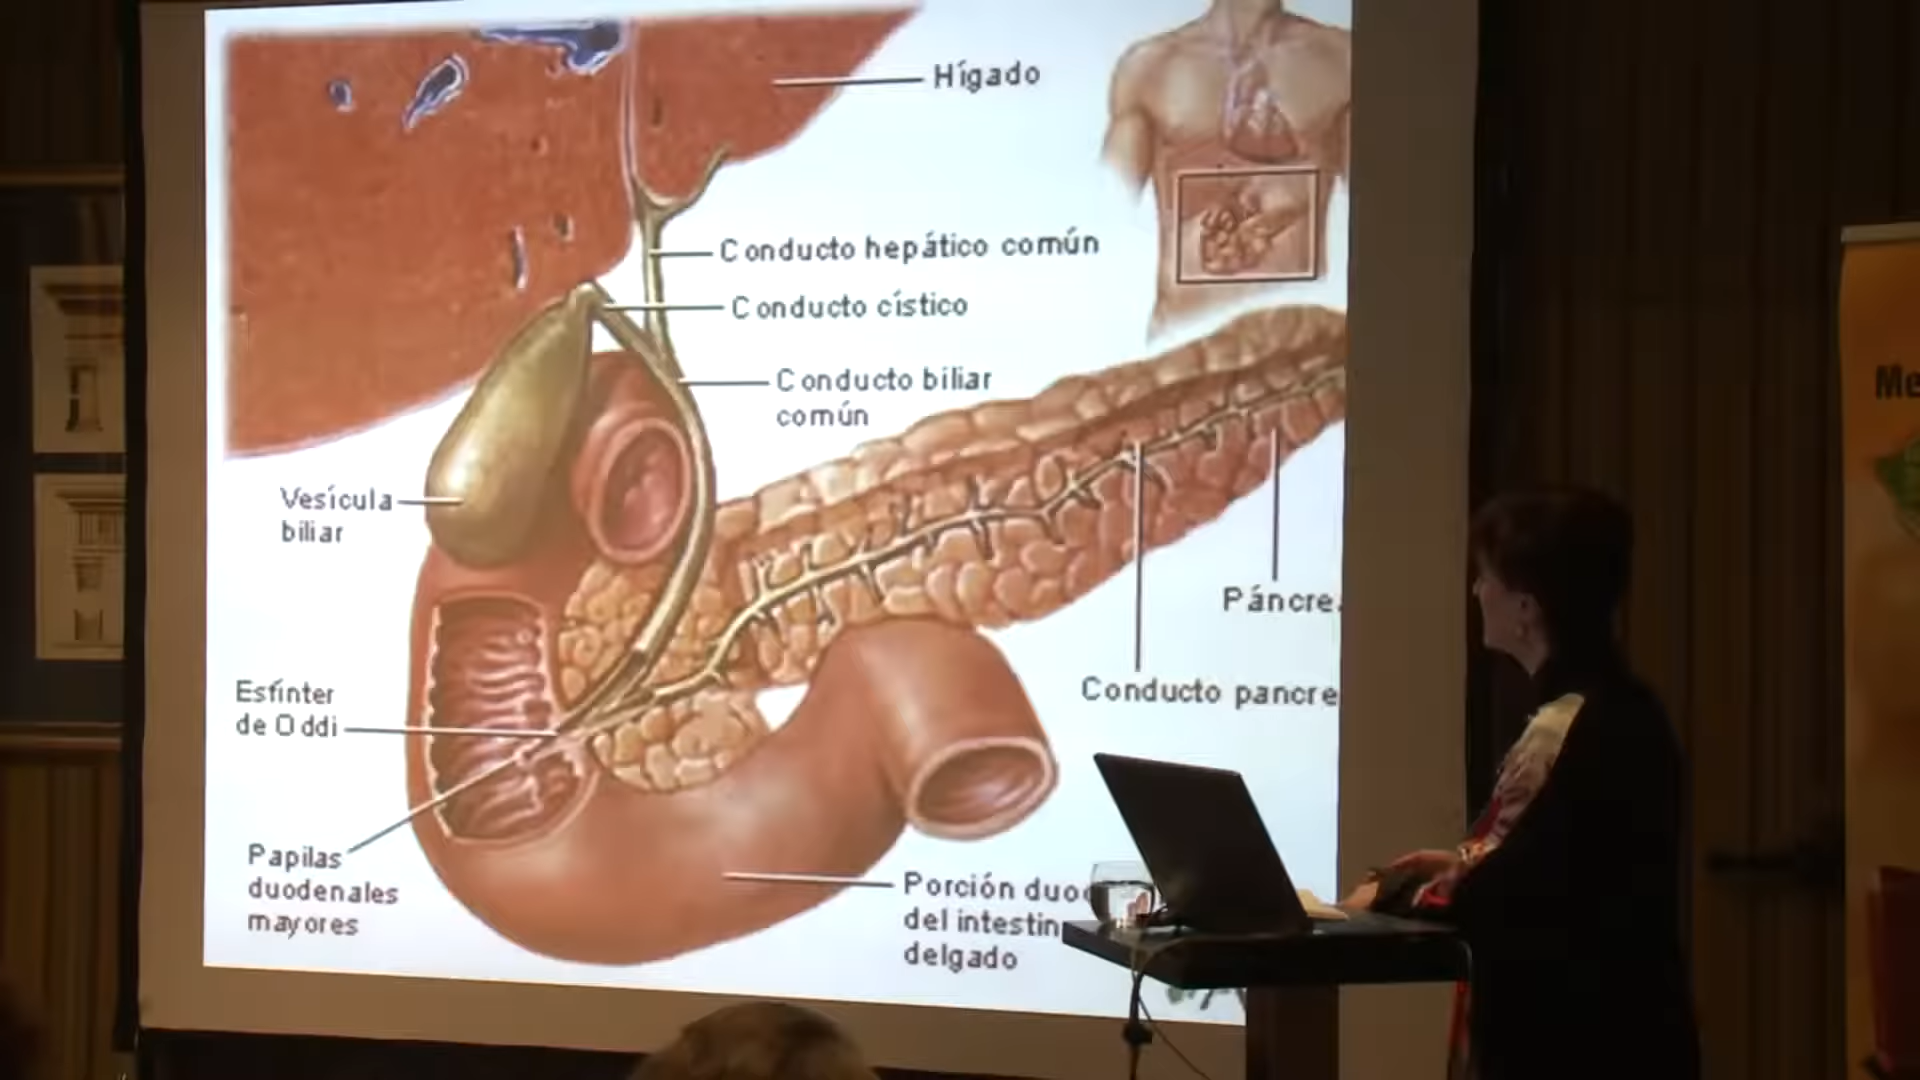 Hígado
Conducto hepático común
Conducto cístico
Conducto biliar
común
Vesícula
biliar
Páncre
Conducto pancre
Esfínter
de Oddi
Papilas
duodenales
mayores
Porción duo
del intestin
delgado
Me